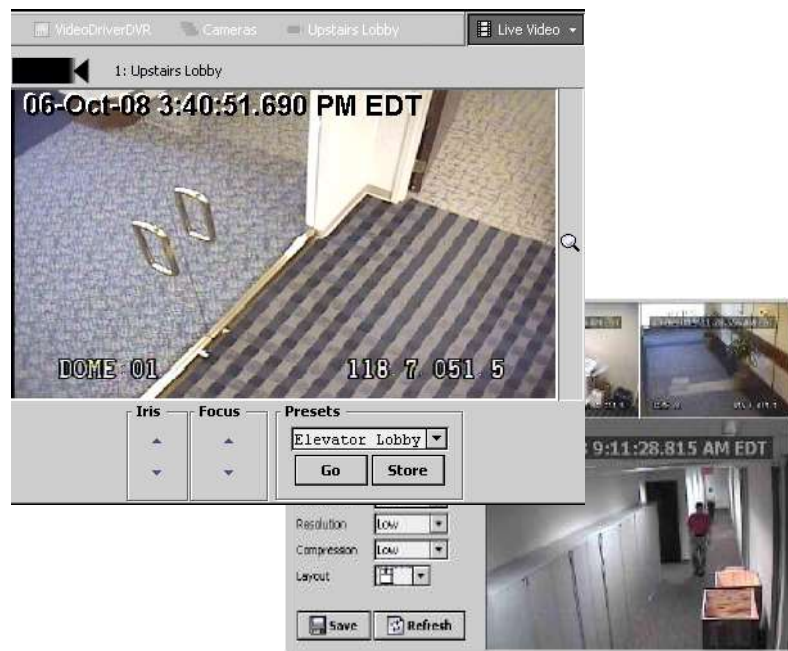 VideoDriverDVR Cameras Upstairs Lobby Live Video
1: Upstairs Lobby
06-Oct-08 3:40:51.690 PM EDT
DOME 01 118 7 051 5
Iris Focus Presets
Elevator Lobby
Go Store
9:11:28.815 AM EDT
Resolution Low
Compression Low
Layout
Save Refresh